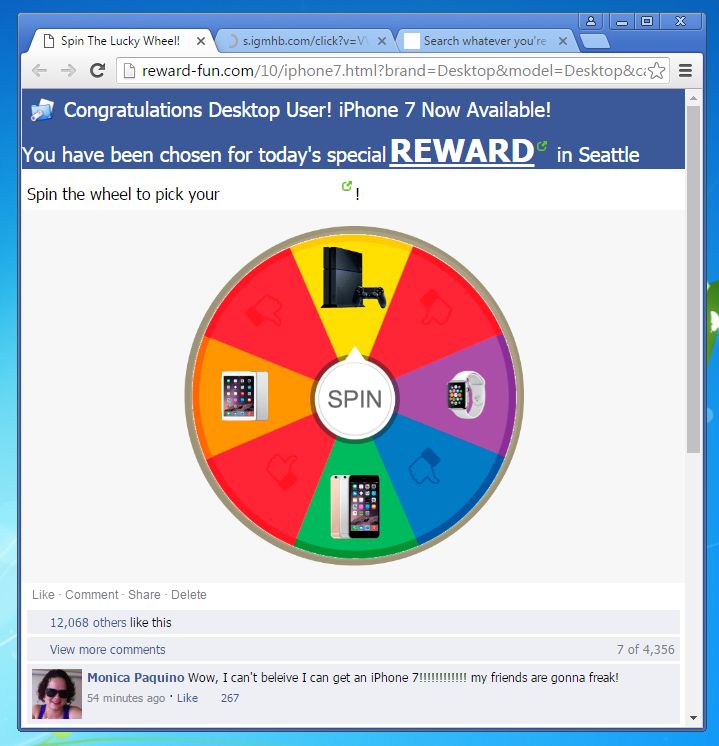 Spin The Lucky Wheel!
s.igmhb.com/click?v=
Search whatever you're
reward-fun.com/10/iphone7.html?brand=Desktop&model=Desktop&ca
Congratulations Desktop User! iPhone 7 Now Available!
You have been chosen for today's special REWARD in Seattle
Spin the wheel to pick your !
SPIN
Like · Comment · Share · Delete
12,068 others like this
View more comments 7 of 4,356
Monica Paquino Wow, I can't beleive I can get an iPhone 7!!!!!!!!!!!! my friends are gonna freak!
54 minutes ago · Like 267